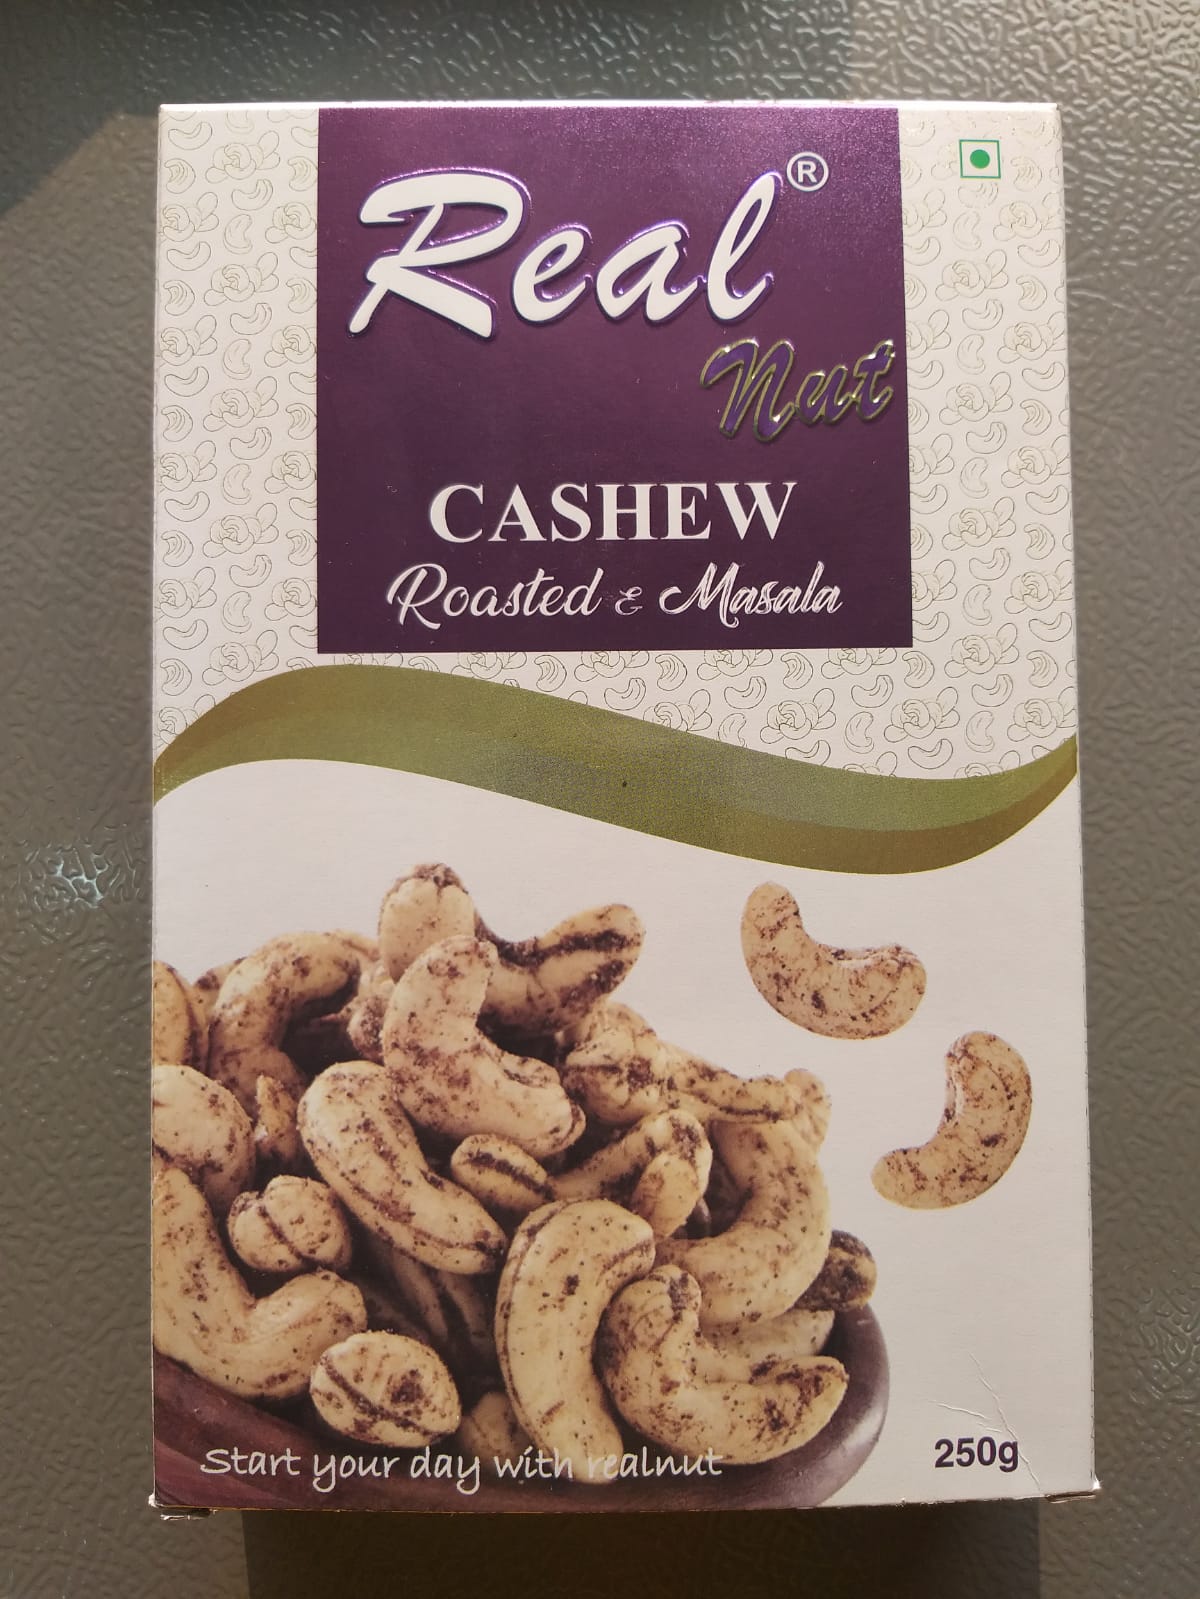 Real ®
Nut
CASHEW
Roasted & Masala
Start your day with realnut
250g